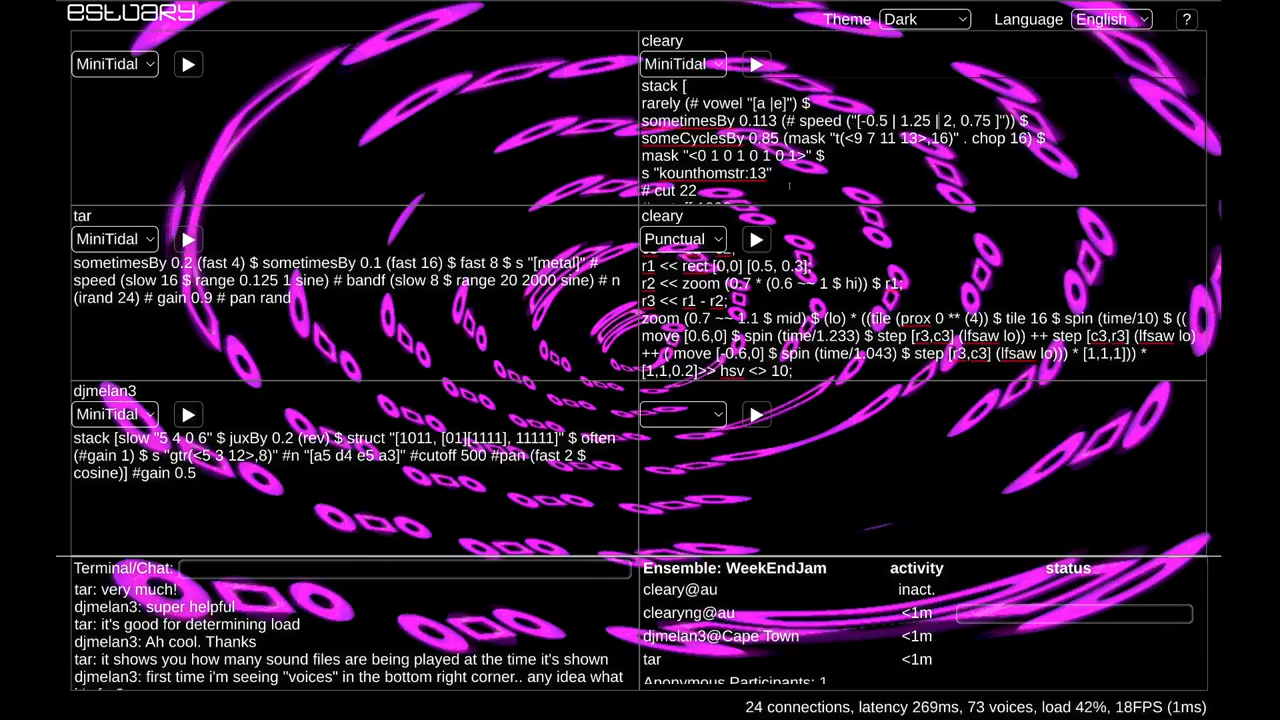 estuary
Theme Dark Language English ?
MiniTidal
cleary
MiniTidal
stack [
rarely (# vowel "[a |e]") $
sometimesBy 0.113 (# speed ("[-0.5 | 1.25 | 2, 0.75 ]")) $
someCyclesBy 0.85 (mask "t(<9 7 11 13>,16)" . chop 16) $
mask "<0 1 0 1 0 1 0 1>" $
s "kounthomstr:13"
# cut 22
tar
MiniTidal
sometimesBy 0.2 (fast 4) $ sometimesBy 0.1 (fast 16) $ fast 8 $ s "[metal]" #
speed (slow 16 $ range 0.125 1 sine) # bandf (slow 8 $ range 20 2000 sine) # n
(irand 24) # gain 0.9 # pan rand
cleary
Punctual
r1 << rect [0,0] [0.5, 0.3];
r2 << zoom (0.7 * (0.6 ~~ 1 $ hi)) $ r1;
r3 << r1 - r2;
zoom (0.7 ~~ 1.1 $ mid) $ (lo) * ((tile (prox 0 ** (4)) $ tile 16 $ spin (time/10) $ ((
move [0.6,0] $ spin (time/1.233) $ step [r3,c3] (lfsaw lo)) ++ step [c3,r3] (lfsaw lo)
++ ( move [-0.6,0] $ spin (time/1.043) $ step [r3,c3] (lfsaw lo))) * [1,1,1])) *
[1,1,0.2]>> hsv <> 10;
djmelan3
MiniTidal
stack [slow "5 4 0 6" $ juxBy 0.2 (rev) $ struct "[1011, [01][1111], 11111]" $ often
(#gain 1) $ s "gtr(<5 3 12>,8)" #n "[a5 d4 e5 a3]" #cutoff 500 #pan (fast 2 $
cosine)] #gain 0.5
Terminal/Chat:
tar: very much!
djmelan3: super helpful
tar: it's good for determining load
djmelan3: Ah cool. Thanks
tar: it shows you how many sound files are being played at the time it's shown
djmelan3: first time i'm seeing "voices" in the bottom right corner.. any idea what
Ensemble: WeekEndJam activity status
cleary@au inact.
clearyng@au <1m
djmelan3@Cape Town <1m
tar <1m
Anonymous Participants: 1
24 connections, latency 269ms, 73 voices, load 42%, 18FPS (1ms)